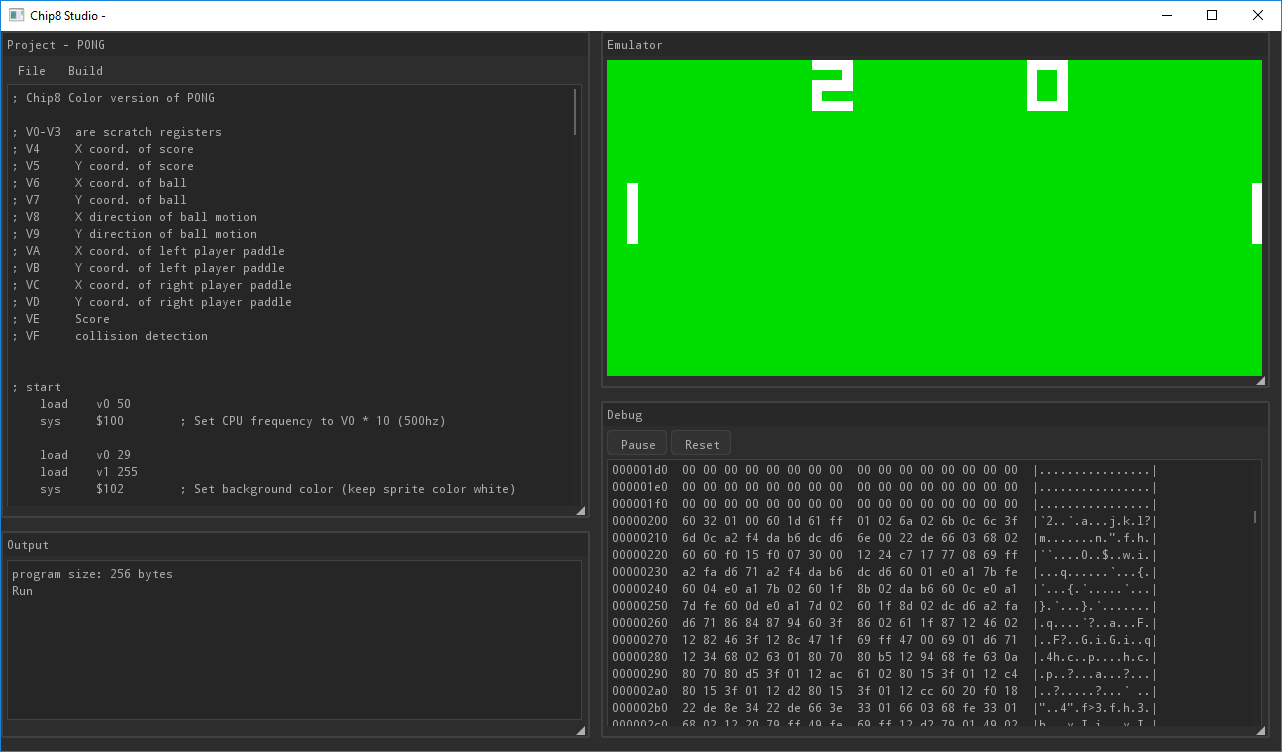 Chip8 Studio -
Project - PONG
File Build
; Chip8 Color version of PONG
; V0-V3 are scratch registers
; V4 X coord. of score
; V5 Y coord. of score
; V6 X coord. of ball
; V7 Y coord. of ball
; V8 X direction of ball motion
; V9 Y direction of ball motion
; VA X coord. of left player paddle
; VB Y coord. of left player paddle
; VC X coord. of right player paddle
; VD Y coord. of right player paddle
; VE Score
; VF collision detection
; start
load v0 50
sys $100 ; Set CPU frequency to V0 * 10 (500hz)
load v0 29
load v1 255
sys $102 ; Set background color (keep sprite color white)
Output
program size: 256 bytes
Run
Emulator
2 0
Debug
Pause Reset
000001d0 00 00 00 00 00 00 00 00 00 00 00 00 00 00 00 00 |................|
000001e0 00 00 00 00 00 00 00 00 00 00 00 00 00 00 00 00 |................|
000001f0 00 00 00 00 00 00 00 00 00 00 00 00 00 00 00 00 |................|
00000200 60 32 01 00 60 1d 61 ff 01 02 6a 02 6b 0c 6c 3f |`2..`.a...j.k.l?|
00000210 6d 0c a2 f4 da b6 dc d6 6e 00 22 de 66 03 68 02 |m.......n.".f.h.|
00000220 60 60 f0 15 f0 07 30 00 12 24 c7 17 77 08 69 ff |``....0..$..w.i.|
00000230 a2 fa d6 71 a2 f4 da b6 dc d6 60 01 e0 a1 7b fe |...q......`...{.|
00000240 60 04 e0 a1 7b 02 60 1f 8b 02 da b6 60 0c e0 a1 |`...{.`.....`...|
00000250 7d fe 60 0d e0 a1 7d 02 60 1f 8d 02 dc d6 a2 fa |}.`...}.`.......|
00000260 d6 71 86 84 87 94 60 3f 86 02 61 1f 87 12 46 02 |.q....`?..a...F.|
00000270 12 82 46 3f 12 8c 47 1f 69 ff 47 00 69 01 d6 71 |..F?..G.i.G.i..q|
00000280 12 34 68 02 63 01 80 70 80 b5 12 94 68 fe 63 0a |.4h.c..p....h.c.|
00000290 80 70 80 d5 3f 01 12 ac 61 02 80 15 3f 01 12 c4 |.p..?...a...?...|
000002a0 80 15 3f 01 12 d2 80 15 3f 01 12 cc 60 20 f0 18 |..?.....?...` ..|
000002b0 22 de 8e 34 22 de 66 3e 33 01 66 03 68 fe 33 01 |"..4".f>3.f.h.3.|
000002c0 68 02 12 20 79 ff 49 fe 69 ff 12 d2 79 01 49 02 |h.. y.I.i...y.I.|